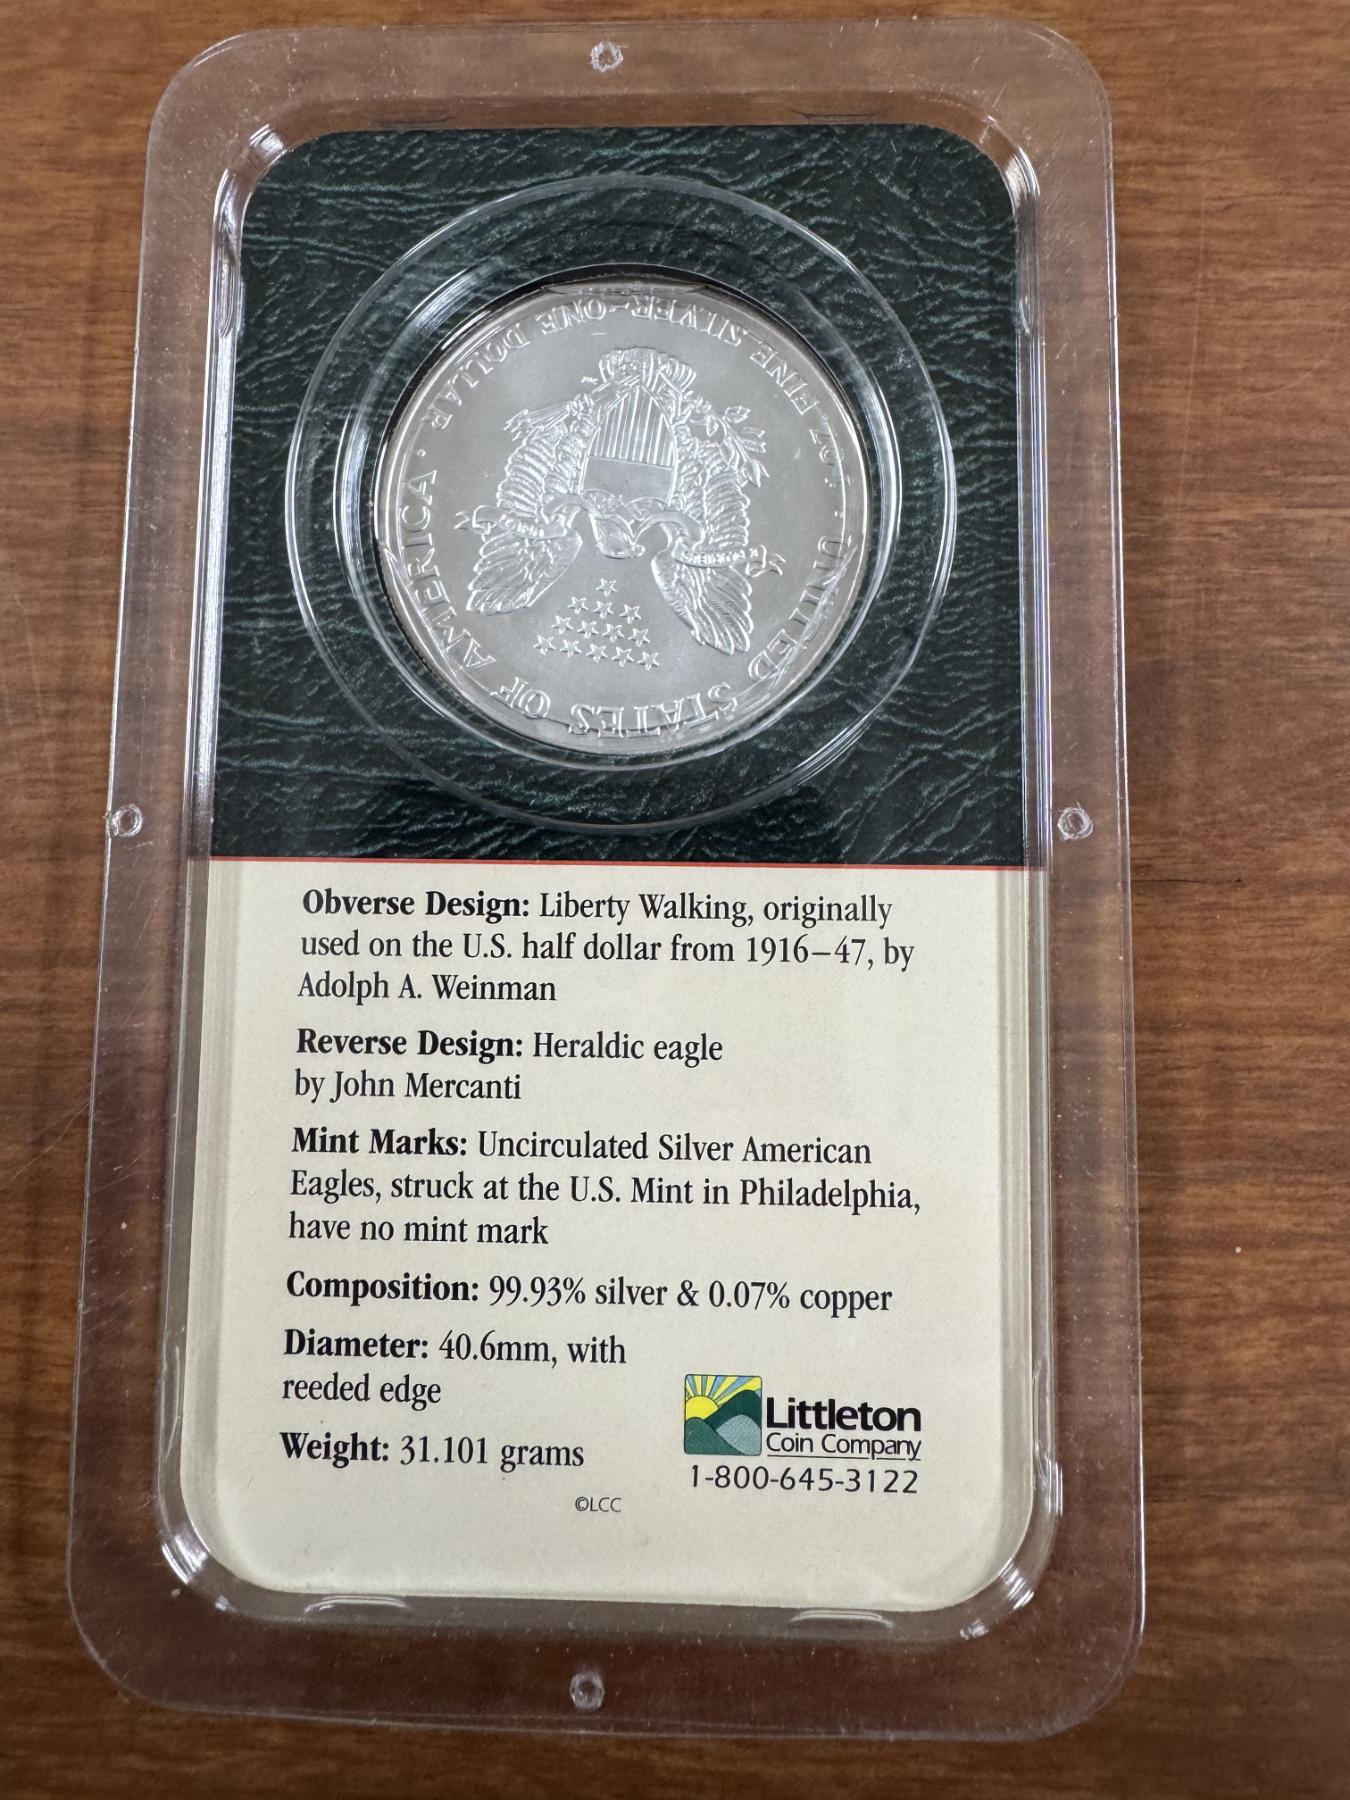 UNITED STATES OF AMERICA
1 OZ. FINE SILVER~ONE DOLLAR
Obverse Design: Liberty Walking, originally
used on the U.S. half dollar from 1916–47, by
Adolph A. Weinman
Reverse Design: Heraldic eagle
by John Mercanti
Mint Marks: Uncirculated Silver American
Eagles, struck at the U.S. Mint in Philadelphia,
have no mint mark
Composition: 99.93% silver & 0.07% copper
Diameter: 40.6mm, with
reeded edge
Weight: 31.101 grams
Littleton
Coin Company
1-800-645-3122
©LCC